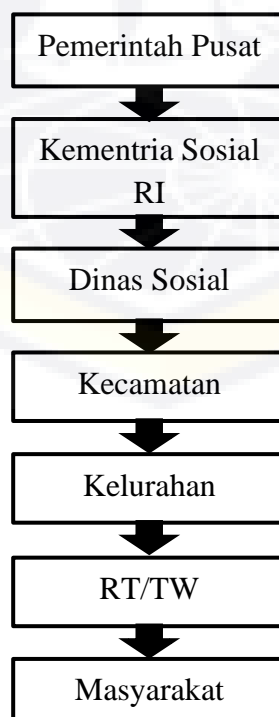 Pemerintah Pusat
Kementria Sosial
RI
Dinas Sosial
Kecamatan
Kelurahan
RT/TW
Masyarakat